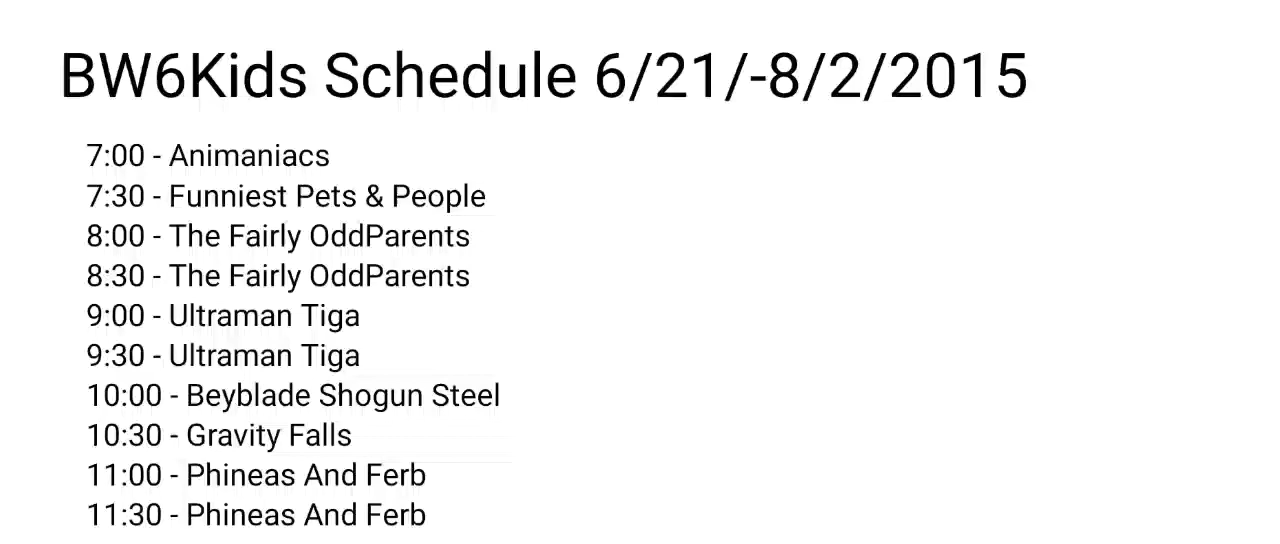 BW6Kids Schedule 6/21/-8/2/2015
7:00 - Animaniacs
7:30 - Funniest Pets & People
8:00 - The Fairly OddParents
8:30 - The Fairly OddParents
9:00 - Ultraman Tiga
9:30 - Ultraman Tiga
10:00 - Beyblade Shogun Steel
10:30 - Gravity Falls
11:00 - Phineas And Ferb
11:30 - Phineas And Ferb